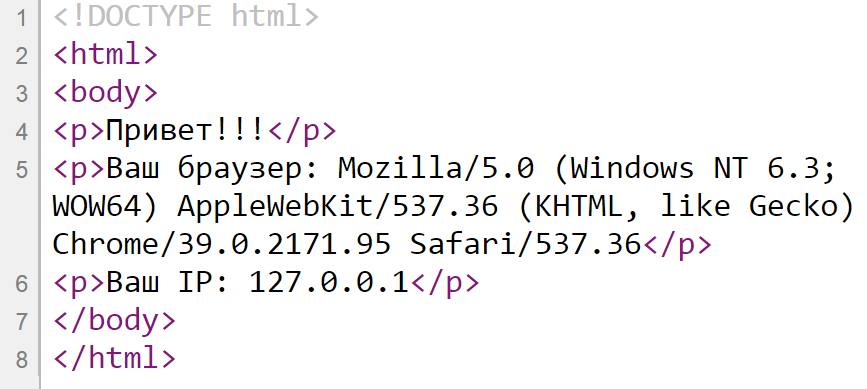 1 <!DOCTYPE html>
2 <html>
3 <body>
4 <p>Привет!!!</p>
5 <p>Ваш браузер: Mozilla/5.0 (Windows NT 6.3;
WOW64) AppleWebKit/537.36 (KHTML, like Gecko)
Chrome/39.0.2171.95 Safari/537.36</p>
6 <p>Ваш IP: 127.0.0.1</p>
7 </body>
8 </html>